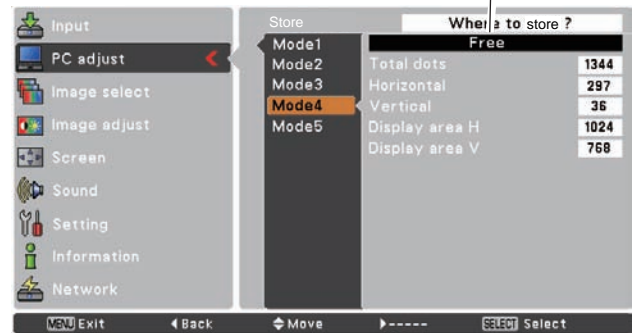 Input
PC adjust
Image select
Image adjust
Screen
Sound
Setting
Information
Network
Store
Mode1
Mode2
Mode3
Mode4
Mode5
Where to store ?
Free
Total dots 1344
Horizontal 297
Vertical 36
Display area H 1024
Display area V 768
MENU Exit ◀Back Move ▶----- SELECT Select